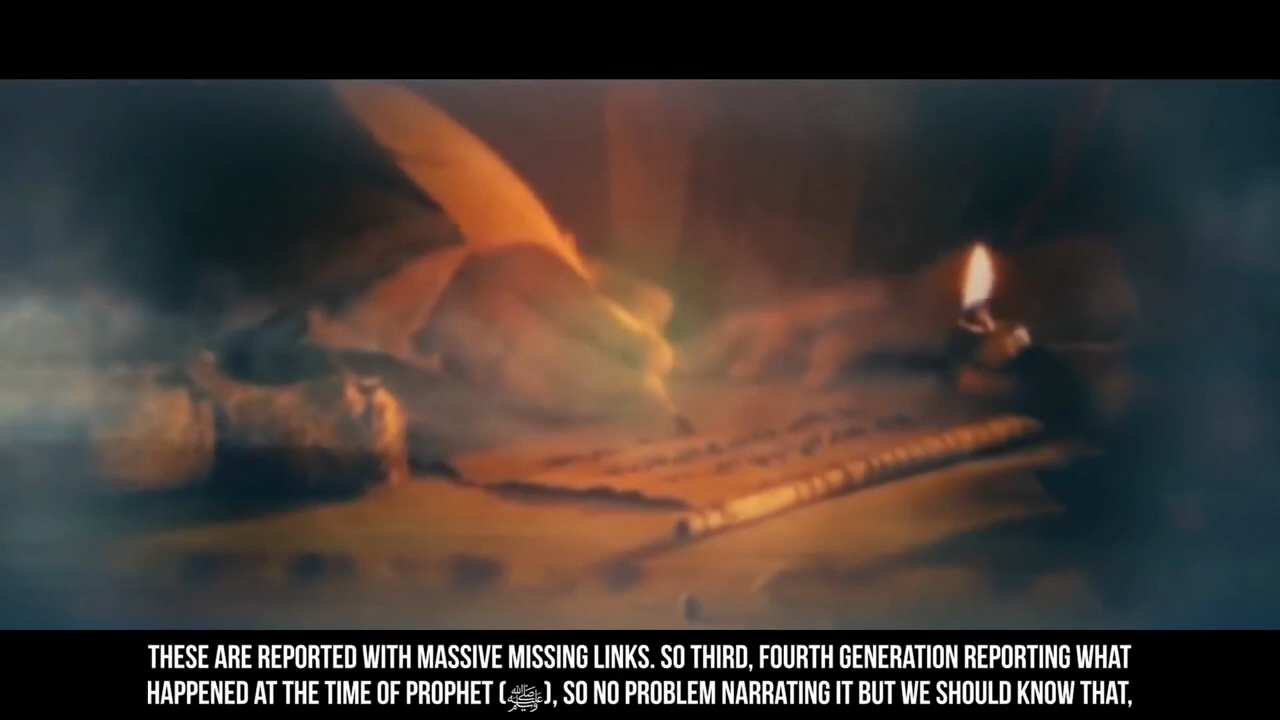 THESE ARE REPORTED WITH MASSIVE MISSING LINKS. SO THIRD, FOURTH GENERATION REPORTING WHAT
HAPPENED AT THE TIME OF PROPHET (ﷺ), SO NO PROBLEM NARRATING IT BUT WE SHOULD KNOW THAT,